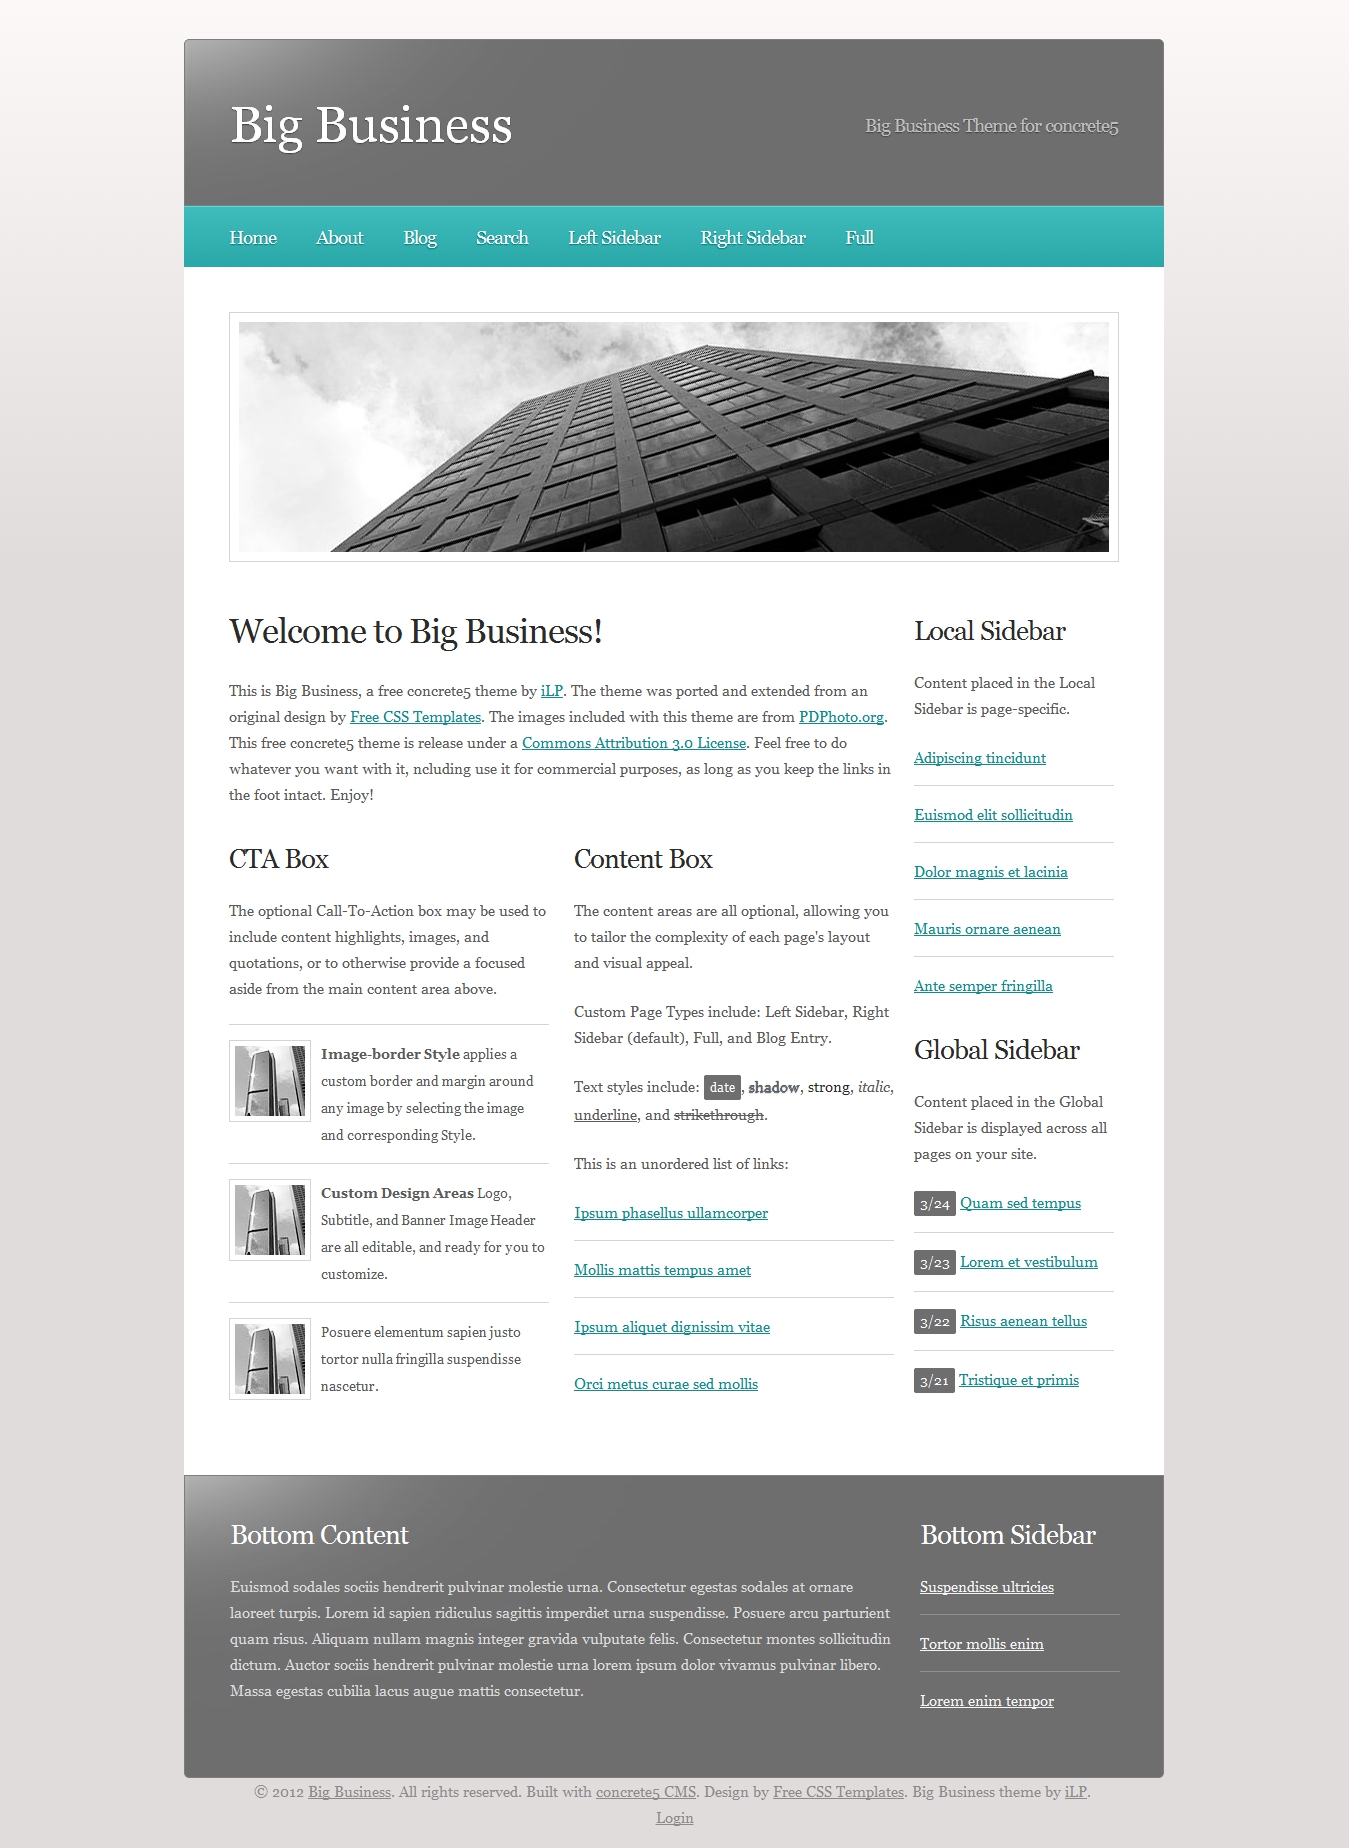 Big Business
Big Business Theme for concrete5
Home About Blog Search Left Sidebar Right Sidebar Full
Welcome to Big Business!
This is Big Business, a free concrete5 theme by iLP. The theme was ported and extended from an
original design by Free CSS Templates. The images included with this theme are from PDPhoto.org.
This free concrete5 theme is release under a Commons Attribution 3.0 License. Feel free to do
whatever you want with it, ncluding use it for commercial purposes, as long as you keep the links in
the foot intact. Enjoy!
CTA Box
The optional Call-To-Action box may be used to
include content highlights, images, and
quotations, or to otherwise provide a focused
aside from the main content area above.
Image-border Style applies a
custom border and margin around
any image by selecting the image
and corresponding Style.
Custom Design Areas Logo,
Subtitle, and Banner Image Header
are all editable, and ready for you to
customize.
Posuere elementum sapien justo
tortor nulla fringilla suspendisse
nascetur.
Content Box
The content areas are all optional, allowing you
to tailor the complexity of each page's layout
and visual appeal.
Custom Page Types include: Left Sidebar, Right
Sidebar (default), Full, and Blog Entry.
Text styles include: date, shadow, strong, italic,
underline, and strikethrough.
This is an unordered list of links:
Ipsum phasellus ullamcorper
Mollis mattis tempus amet
Ipsum aliquet dignissim vitae
Orci metus curae sed mollis
Local Sidebar
Content placed in the Local
Sidebar is page-specific.
Adipiscing tincidunt
Euismod elit sollicitudin
Dolor magnis et lacinia
Mauris ornare aenean
Ante semper fringilla
Global Sidebar
Content placed in the Global
Sidebar is displayed across all
pages on your site.
3/24 Quam sed tempus
3/23 Lorem et vestibulum
3/22 Risus aenean tellus
3/21 Tristique et primis
Bottom Content
Euismod sodales sociis hendrerit pulvinar molestie urna. Consectetur egestas sodales at ornare
laoreet turpis. Lorem id sapien ridiculus sagittis imperdiet urna suspendisse. Posuere arcu parturient
quam risus. Aliquam nullam magnis integer gravida vulputate felis. Consectetur montes sollicitudin
dictum. Auctor sociis hendrerit pulvinar molestie urna lorem ipsum dolor vivamus pulvinar libero.
Massa egestas cubilia lacus augue mattis consectetur.
Bottom Sidebar
Suspendisse ultricies
Tortor mollis enim
Lorem enim tempor
© 2012 Big Business. All rights reserved. Built with concrete5 CMS. Design by Free CSS Templates. Big Business theme by iLP.
Login